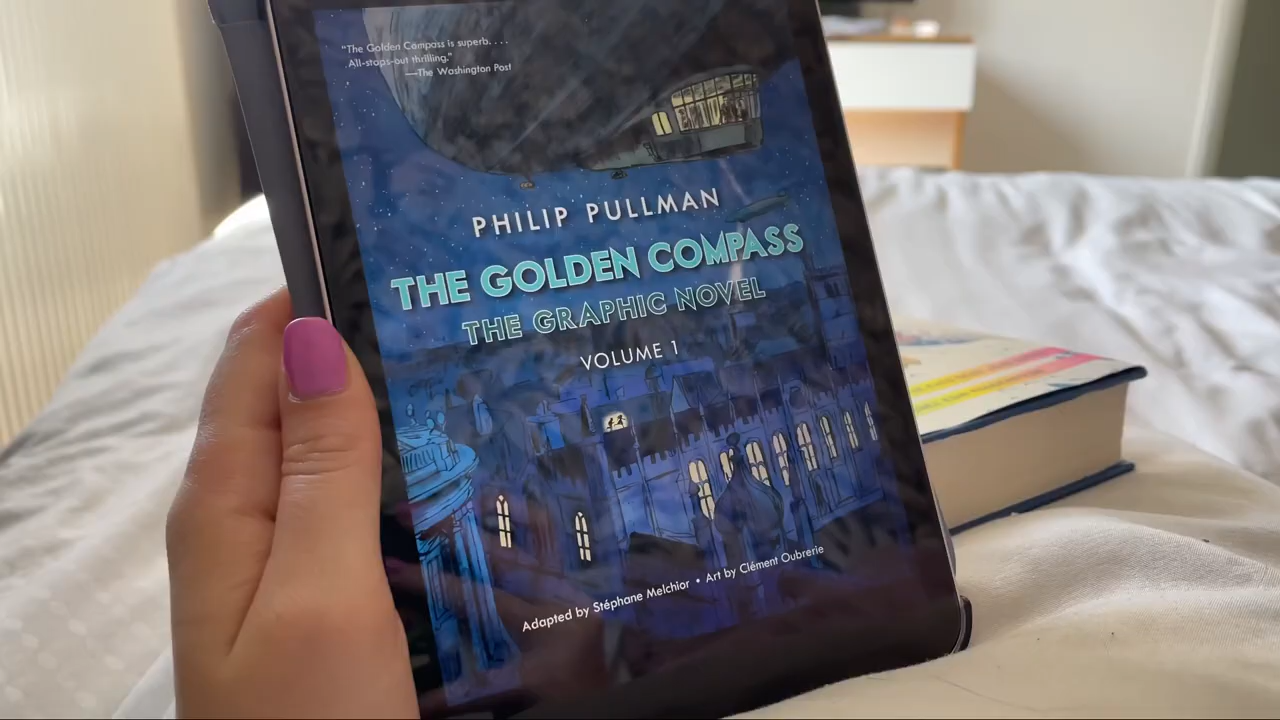 "The Golden Compass is superb. . . .
All-stops-out thrilling."
—The Washington Post
PHILIP PULLMAN
THE GOLDEN COMPASS
THE GRAPHIC NOVEL
VOLUME 1
Adapted by Stéphane Melchior • Art by Clément Oubrerie